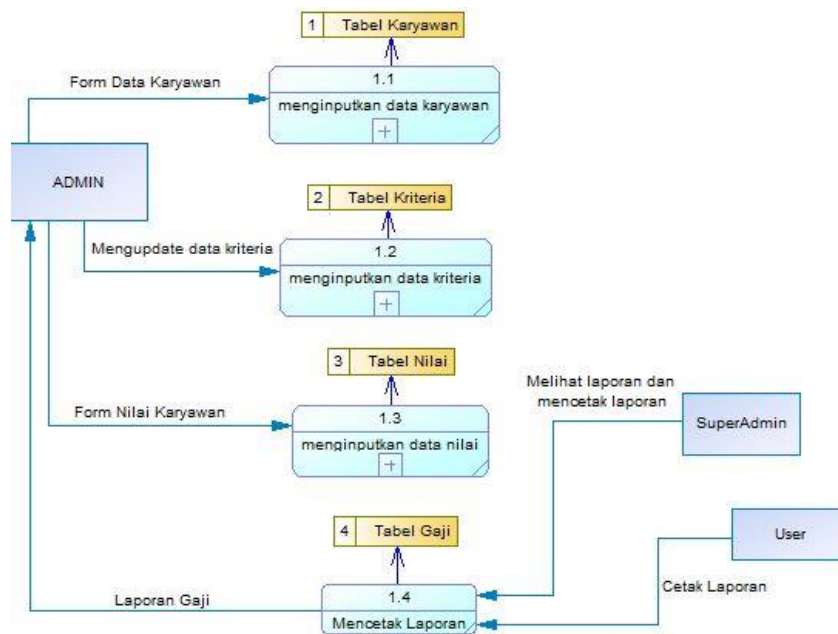 1 Tabel Karyawan
1.1
Form Data Karyawan
menginputkan data karyawan
ADMIN
2 Tabel Kriteria
1.2
Mengupdate data kriteria
menginputkan data kriteria
3 Tabel Nilai
Melihat laporan dan
mencetak laporan
Form Nilai Karyawan
1.3
menginputkan data nilai
SuperAdmin
4 Tabel Gaji
User
Laporan Gaji
1.4
Cetak Laporan
Mencetak Laporan